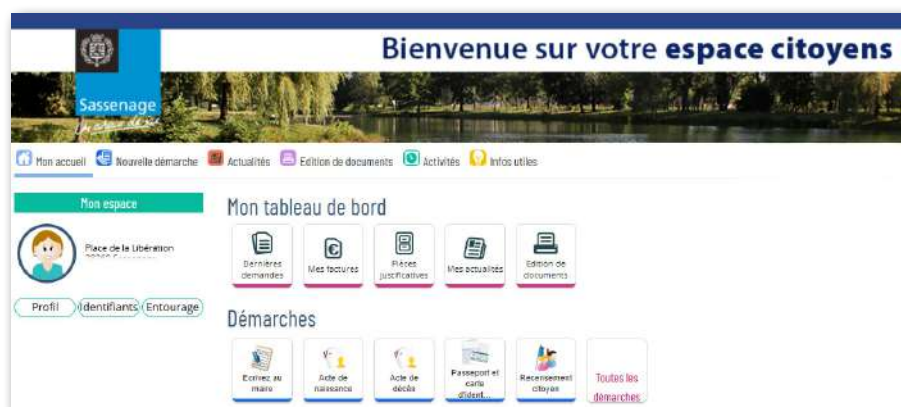 Bienvenue sur votre espace citoyens
Sassenage
Mon accueil Nouvelle démarche Actualités Edition de documents Activités Infos utiles
Mon espace
Place de la Libération
Profil Identifiants Entourage
Mon tableau de bord
Dernières
demandes
Mes factures
Pièces
justificatives
Mes actualités
Edition de
documents
Démarches
Ecrivez au
maire
Acte de
naissance
Acte de
décès
Passeport et
carte
d'ident...
Recensement
citoyen
Toutes les
démarches